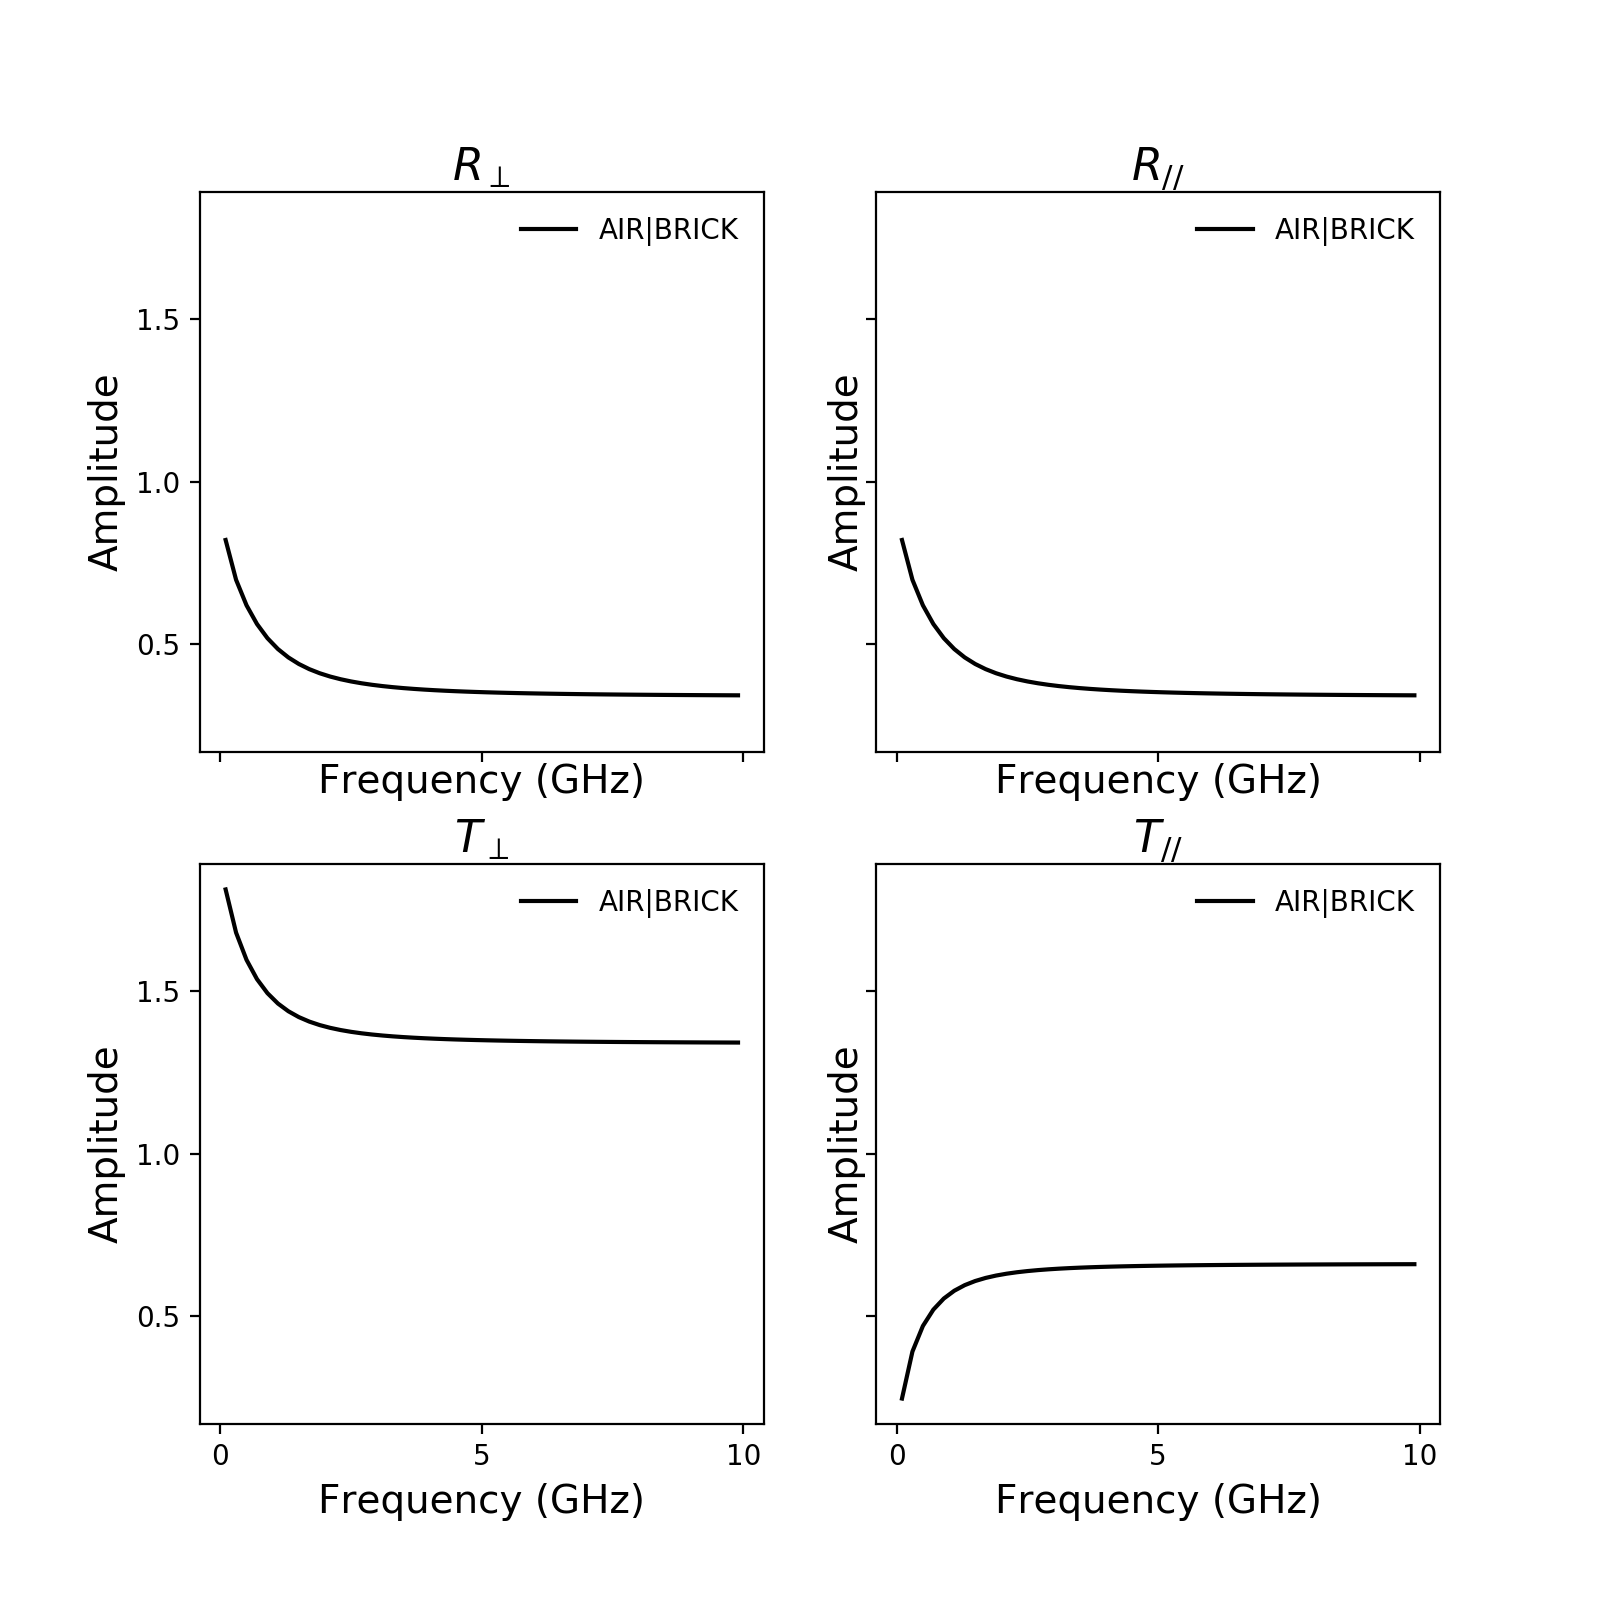 R⊥
R//
AIR|BRICK
AIR|BRICK
1.5
1.0
0.5
Amplitude
Amplitude
Frequency (GHz)
Frequency (GHz)
T⊥
T//
AIR|BRICK
AIR|BRICK
1.5
1.0
0.5
Amplitude
Amplitude
0 5 10
0 5 10
Frequency (GHz)
Frequency (GHz)